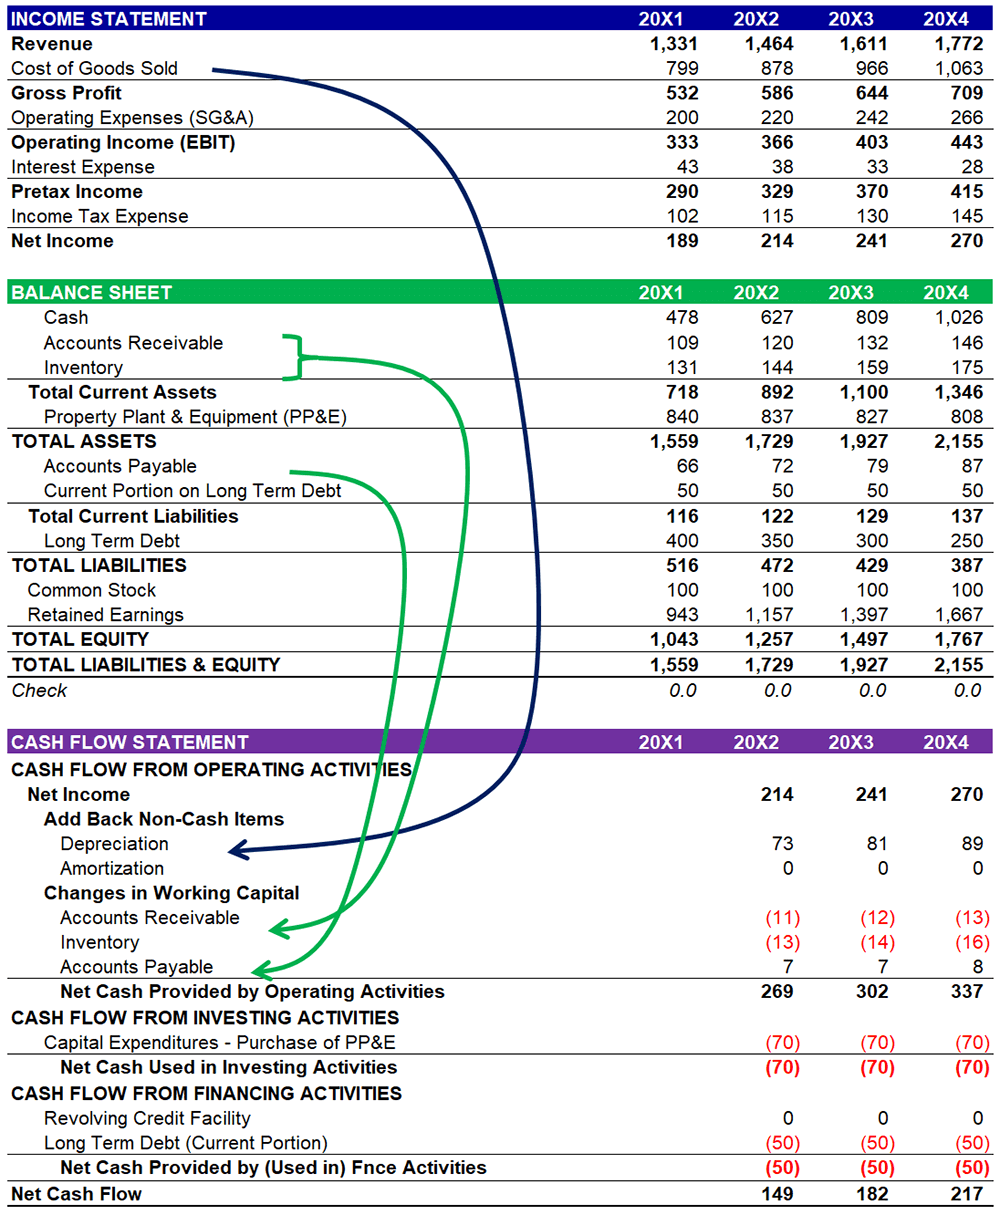 INCOME STATEMENT 20X1 20X2 20X3 20X4
Revenue 1,331 1,464 1,611 1,772
Cost of Goods Sold 799 878 966 1,063
Gross Profit 532 586 644 709
Operating Expenses (SG&A) 200 220 242 266
Operating Income (EBIT) 333 366 403 443
Interest Expense 43 38 33 28
Pretax Income 290 329 370 415
Income Tax Expense 102 115 130 145
Net Income 189 214 241 270
BALANCE SHEET 20X1 20X2 20X3 20X4
Cash 478 627 809 1,026
Accounts Receivable 109 120 132 146
Inventory 131 144 159 175
Total Current Assets 718 892 1,100 1,346
Property Plant & Equipment (PP&E) 840 837 827 808
TOTAL ASSETS 1,559 1,729 1,927 2,155
Accounts Payable 66 72 79 87
Current Portion on Long Term Debt 50 50 50 50
Total Current Liabilities 116 122 129 137
Long Term Debt 400 350 300 250
TOTAL LIABILITIES 516 472 429 387
Common Stock 100 100 100 100
Retained Earnings 943 1,157 1,397 1,667
TOTAL EQUITY 1,043 1,257 1,497 1,767
TOTAL LIABILITIES & EQUITY 1,559 1,729 1,927 2,155
Check 0.0 0.0 0.0 0.0
CASH FLOW STATEMENT 20X1 20X2 20X3 20X4
CASH FLOW FROM OPERATING ACTIVITIES
Net Income 214 241 270
Add Back Non-Cash Items
Depreciation 73 81 89
Amortization 0 0 0
Changes in Working Capital
Accounts Receivable (11) (12) (13)
Inventory (13) (14) (16)
Accounts Payable 7 7 8
Net Cash Provided by Operating Activities 269 302 337
CASH FLOW FROM INVESTING ACTIVITIES
Capital Expenditures - Purchase of PP&E (70) (70) (70)
Net Cash Used in Investing Activities (70) (70) (70)
CASH FLOW FROM FINANCING ACTIVITIES
Revolving Credit Facility 0 0 0
Long Term Debt (Current Portion) (50) (50) (50)
Net Cash Provided by (Used in) Fnce Activities (50) (50) (50)
Net Cash Flow 149 182 217